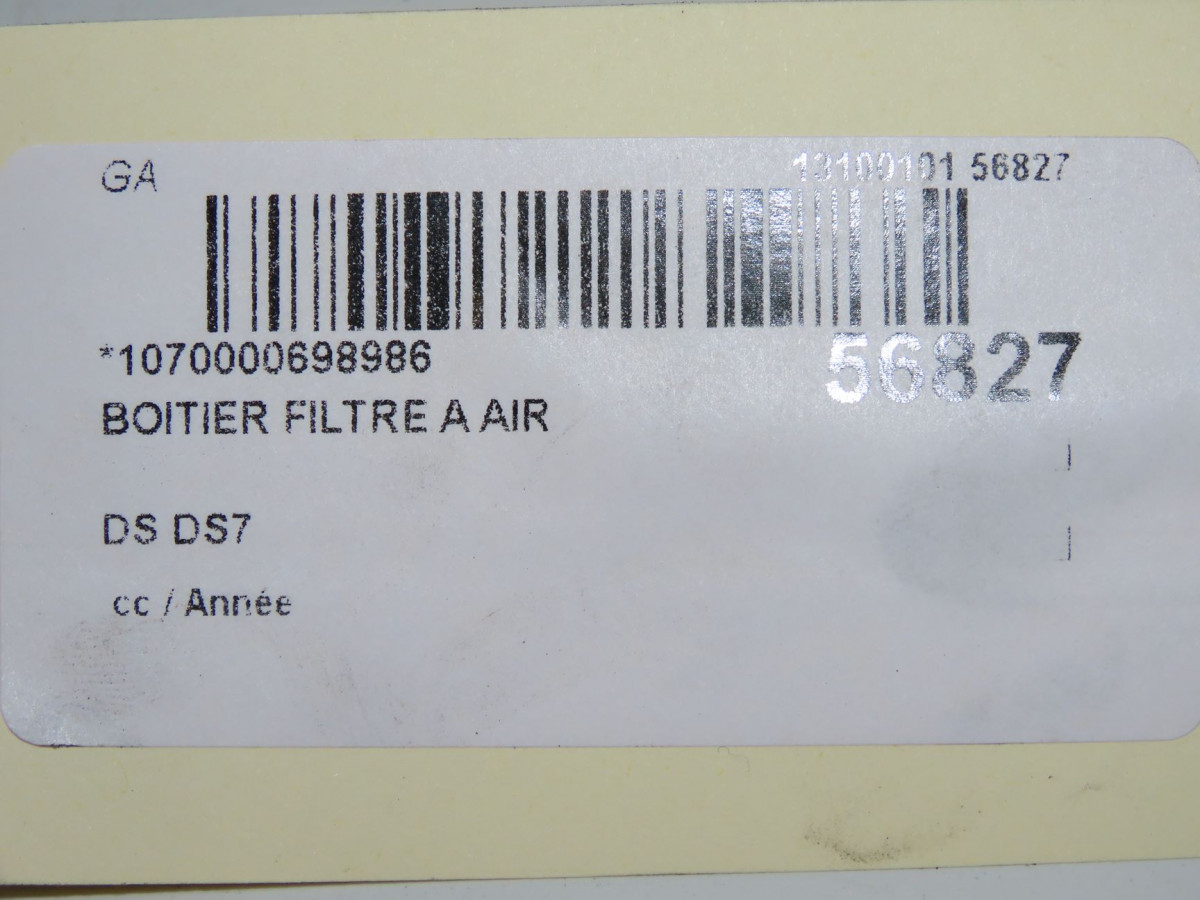 GA
13100101 56827
*1070000698986
56827
BOITIER FILTRE A AIR
DS DS7
cc / Année